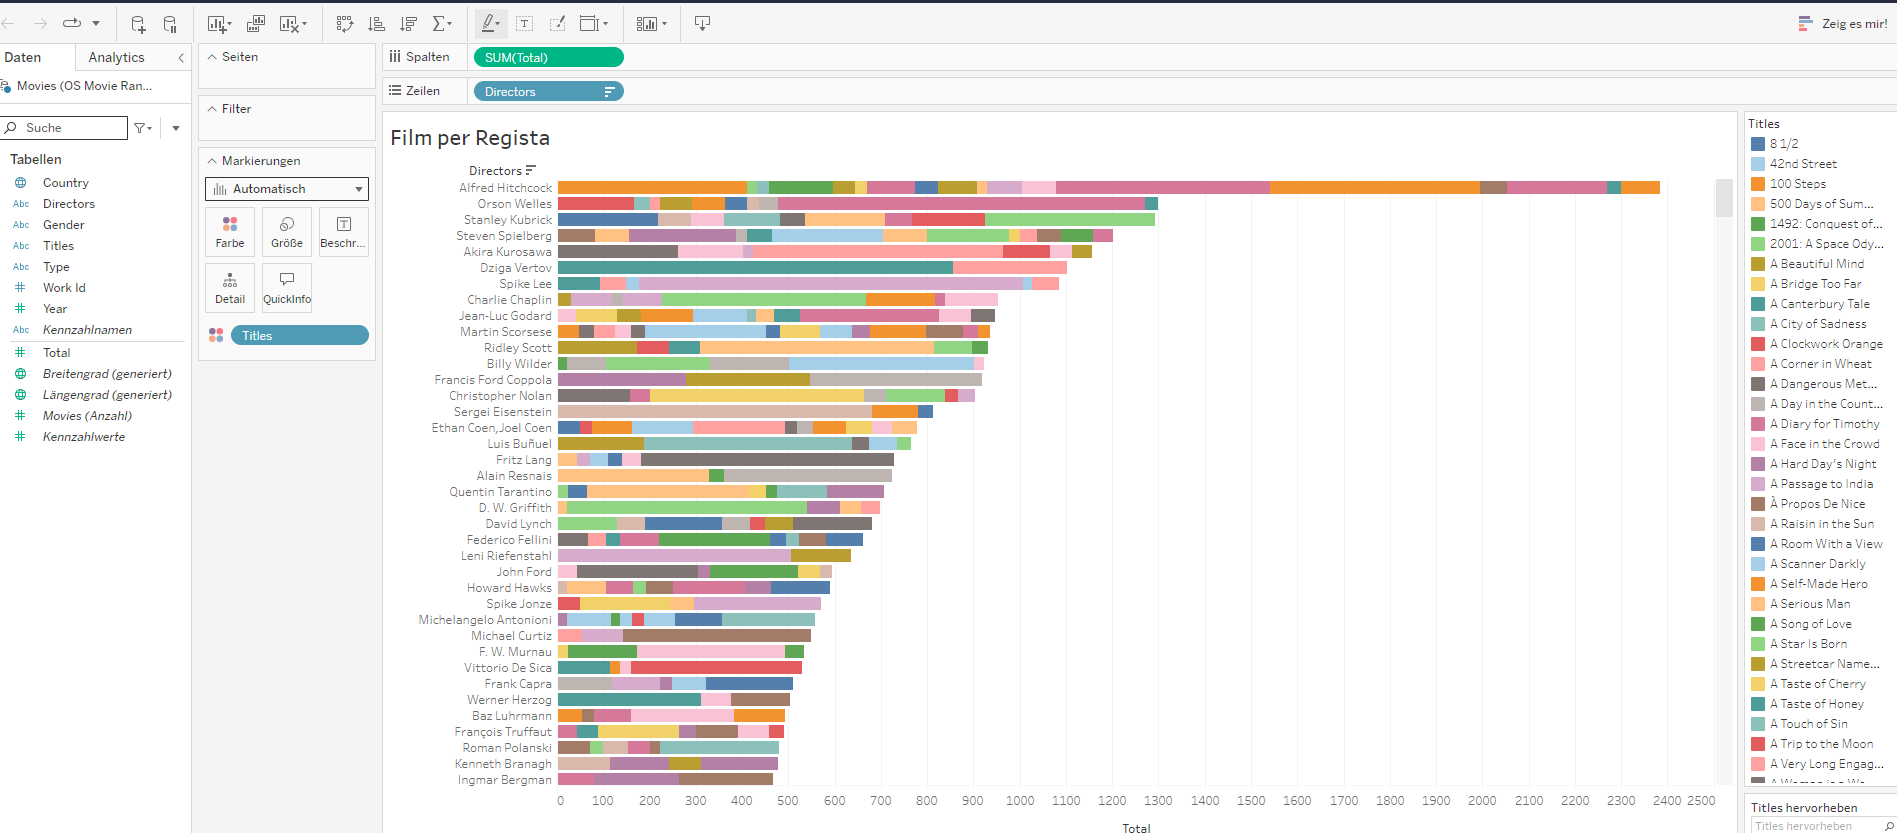 Zeig es mir!
Daten
Analytics
Movies (OS Movie Ran...
Suche
Tabellen
Country
Abc Directors
Abc Gender
Abc Titles
Abc Type
Work Id
Year
Abc Kennzahlnamen
Total
Breitengrad (generiert)
Längengrad (generiert)
Movies (Anzahl)
Kennzahlwerte
Seiten
Filter
Markierungen
Automatisch
Farbe
Größe
Beschr...
Detail
QuickInfo
Titles
Spalten
SUM(Total)
Zeilen
Directors
Film per Regista
Directors
Alfred Hitchcock
Orson Welles
Stanley Kubrick
Steven Spielberg
Akira Kurosawa
Dziga Vertov
Spike Lee
Charlie Chaplin
Jean-Luc Godard
Martin Scorsese
Ridley Scott
Billy Wilder
Francis Ford Coppola
Christopher Nolan
Sergei Eisenstein
Ethan Coen,Joel Coen
Luis Buñuel
Fritz Lang
Alain Resnais
Quentin Tarantino
D. W. Griffith
David Lynch
Federico Fellini
Leni Riefenstahl
John Ford
Howard Hawks
Spike Jonze
Michelangelo Antonioni
Michael Curtiz
F. W. Murnau
Vittorio De Sica
Frank Capra
Werner Herzog
Baz Luhrmann
François Truffaut
Roman Polanski
Kenneth Branagh
Ingmar Bergman
0 100 200 300 400 500 600 700 800 900 1000 1100 1200 1300 1400 1500 1600 1700 1800 1900 2000 2100 2200 2300 2400 2500
Total
Titles
8 1/2
42nd Street
100 Steps
500 Days of Sum...
1492: Conquest of...
2001: A Space Ody...
A Beautiful Mind
A Bridge Too Far
A Canterbury Tale
A City of Sadness
A Clockwork Orange
A Corner in Wheat
A Dangerous Met...
A Day in the Count...
A Diary for Timothy
A Face in the Crowd
A Hard Day's Night
A Passage to India
À Propos De Nice
A Raisin in the Sun
A Room With a View
A Scanner Darkly
A Self-Made Hero
A Serious Man
A Song of Love
A Star Is Born
A Streetcar Name...
A Taste of Cherry
A Taste of Honey
A Touch of Sin
A Trip to the Moon
A Very Long Engag...
Titles hervorheben
Titles hervorheben